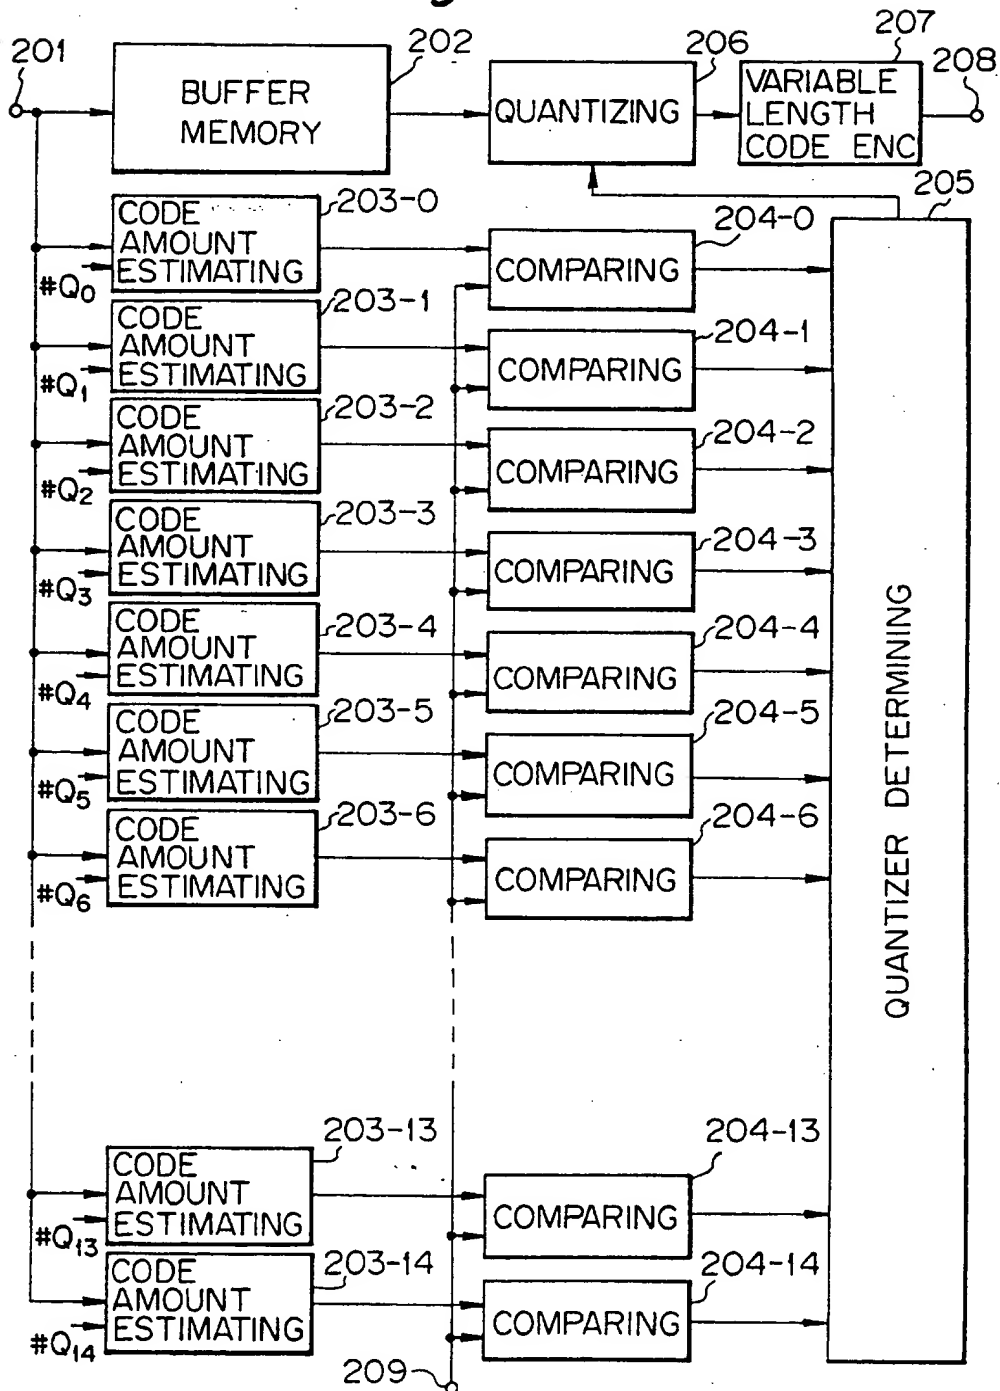 201
202
206
207
208
BUFFER
MEMORY
QUANTIZING
VARIABLE
LENGTH
CODE ENC
205
203-0
CODE
AMOUNT
ESTIMATING
#Q0
204-0
COMPARING
203-1
CODE
AMOUNT
ESTIMATING
#Q1
204-1
COMPARING
203-2
CODE
AMOUNT
ESTIMATING
#Q2
204-2
COMPARING
203-3
CODE
AMOUNT
ESTIMATING
#Q3
204-3
COMPARING
203-4
CODE
AMOUNT
ESTIMATING
#Q4
204-4
COMPARING
203-5
CODE
AMOUNT
ESTIMATING
#Q5
204-5
COMPARING
203-6
CODE
AMOUNT
ESTIMATING
#Q6
204-6
COMPARING
QUANTIZER DETERMINING
203-13
CODE
AMOUNT
ESTIMATING
#Q13
204-13
COMPARING
203-14
CODE
AMOUNT
ESTIMATING
#Q14
204-14
COMPARING
209